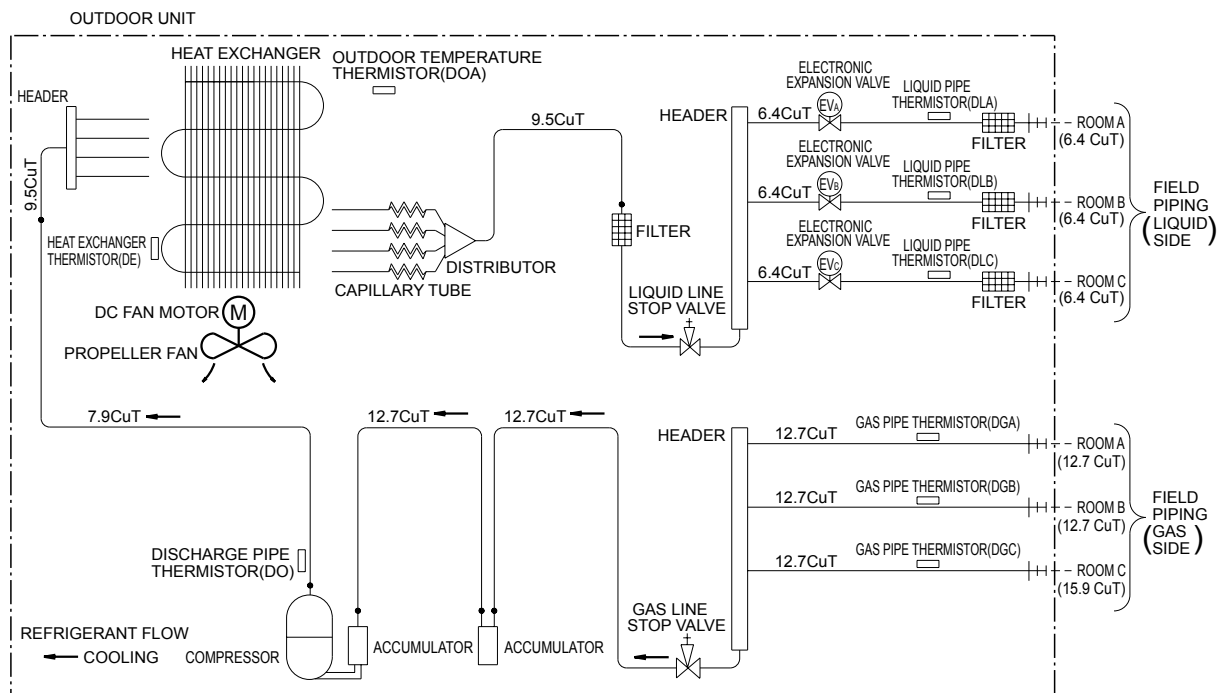 OUTDOOR UNIT
HEAT EXCHANGER
OUTDOOR TEMPERATURE
THERMISTOR(DOA)
HEADER
9.5CuT
HEAT EXCHANGER
THERMISTOR(DE)
9.5CuT
CAPILLARY TUBE
DISTRIBUTOR
FILTER
LIQUID LINE
STOP VALVE
HEADER
ELECTRONIC
EXPANSION VALVE
6.4CuT
EVA
LIQUID PIPE
THERMISTOR(DLA)
FILTER
ROOM A
(6.4 CuT)
ELECTRONIC
EXPANSION VALVE
6.4CuT
EVB
LIQUID PIPE
THERMISTOR(DLB)
FILTER
ROOM B
(6.4 CuT)
ELECTRONIC
EXPANSION VALVE
6.4CuT
EVC
LIQUID PIPE
THERMISTOR(DLC)
FILTER
ROOM C
(6.4 CuT)
FIELD
PIPING
(LIQUID)
SIDE
DC FAN MOTOR
M
PROPELLER FAN
7.9CuT
12.7CuT
12.7CuT
HEADER
12.7CuT
GAS PIPE THERMISTOR(DGA)
ROOM A
(12.7 CuT)
12.7CuT
GAS PIPE THERMISTOR(DGB)
ROOM B
(12.7 CuT)
12.7CuT
GAS PIPE THERMISTOR(DGC)
ROOM C
(15.9 CuT)
FIELD
PIPING
(GAS)
SIDE
DISCHARGE PIPE
THERMISTOR(DO)
GAS LINE
STOP VALVE
REFRIGERANT FLOW
COOLING
COMPRESSOR
ACCUMULATOR
ACCUMULATOR